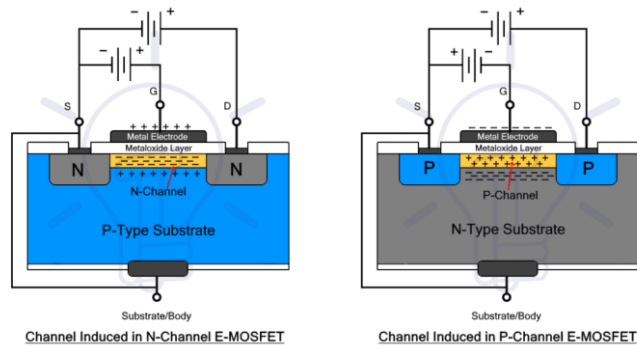 - +
- +
S
G
D
+ + + + + +
Metal Electrode
Metaloxide Layer
N
N
+ + + + + +
N-Channel
P-Type Substrate
Substrate/Body
Channel Induced in N-Channel E-MOSFET
- +
+ -
S
G
D
Metal Electrode
Metaloxide Layer
P
P
P-Channel
N-Type Substrate
Substrate/Body
Channel Induced in P-Channel E-MOSFET